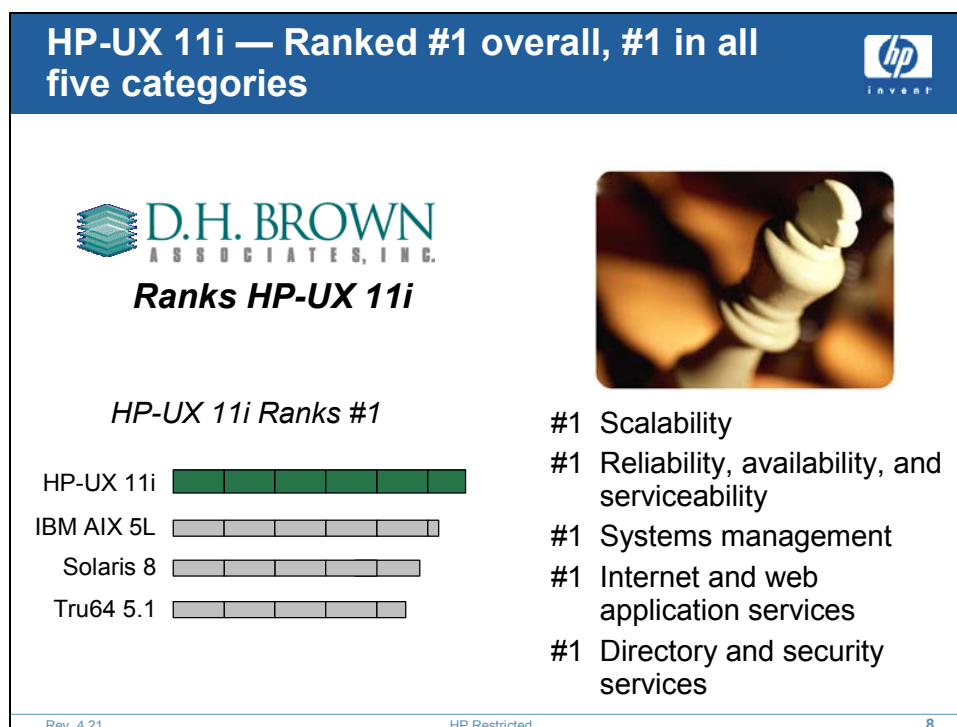 HP-UX 11i — Ranked #1 overall, #1 in all
five categories
hp
invent
D.H. BROWN
ASSOCIATES, INC.
Ranks HP-UX 11i
HP-UX 11i Ranks #1
HP-UX 11i
IBM AIX 5L
Solaris 8
Tru64 5.1
#1 Scalability
#1 Reliability, availability, and
serviceability
#1 Systems management
#1 Internet and web
application services
#1 Directory and security
services
Rev. 4.21
HP Restricted
8